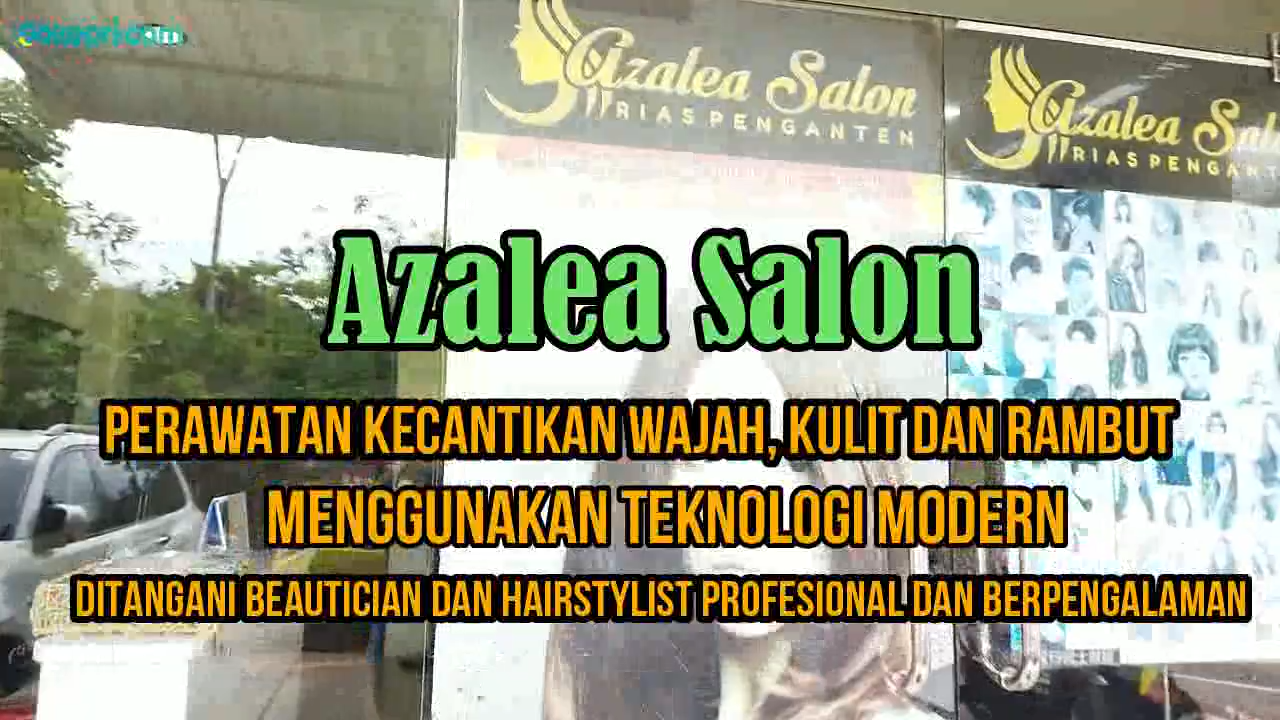 Azalea Salon
RIAS PENGANTEN
Azalea Sal
RIAS PENGANT
Azalea Salon
PERAWATAN KECANTIKAN WAJAH, KULIT DAN RAMBUT
MENGGUNAKAN TEKNOLOGI MODERN
DITANGANI BEAUTICIAN DAN HAIRSTYLIST PROFESIONAL DAN BERPENGALAMAN